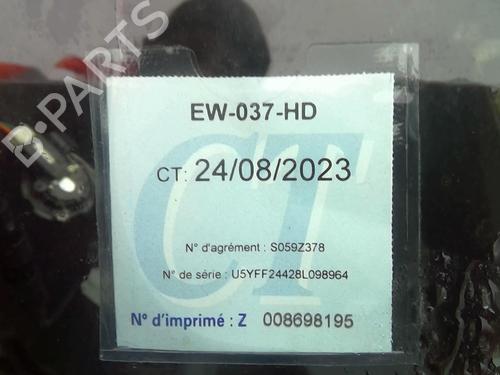 EW-037-HD
CT: 24/08/2023
CT
N° d'agrément : S059Z378
N° de série : U5YFF24428L098964
N° d'imprimé : Z 008698195
B-PARTS